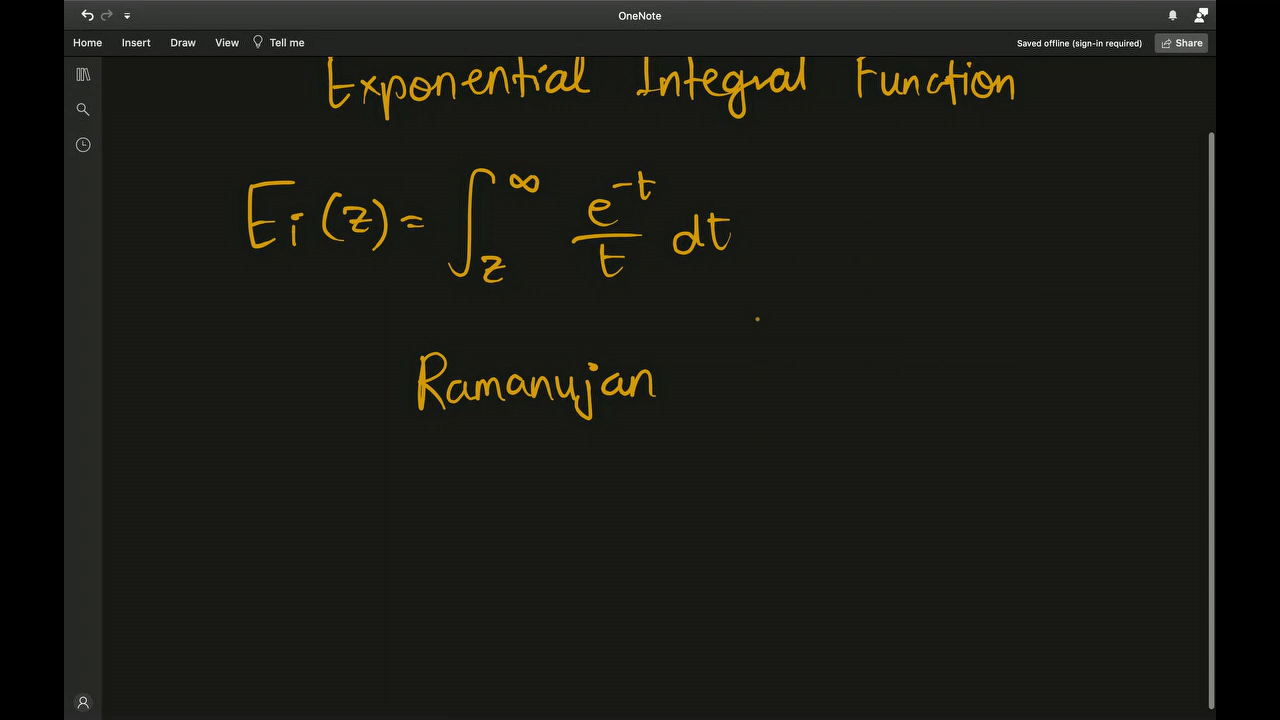 OneNote
Home Insert Draw View Tell me Saved offline (sign-in required) Share
Exponential Integral Function
Ei(z) = ∫_z^∞ e^{-t}/t dt
Ramanujan